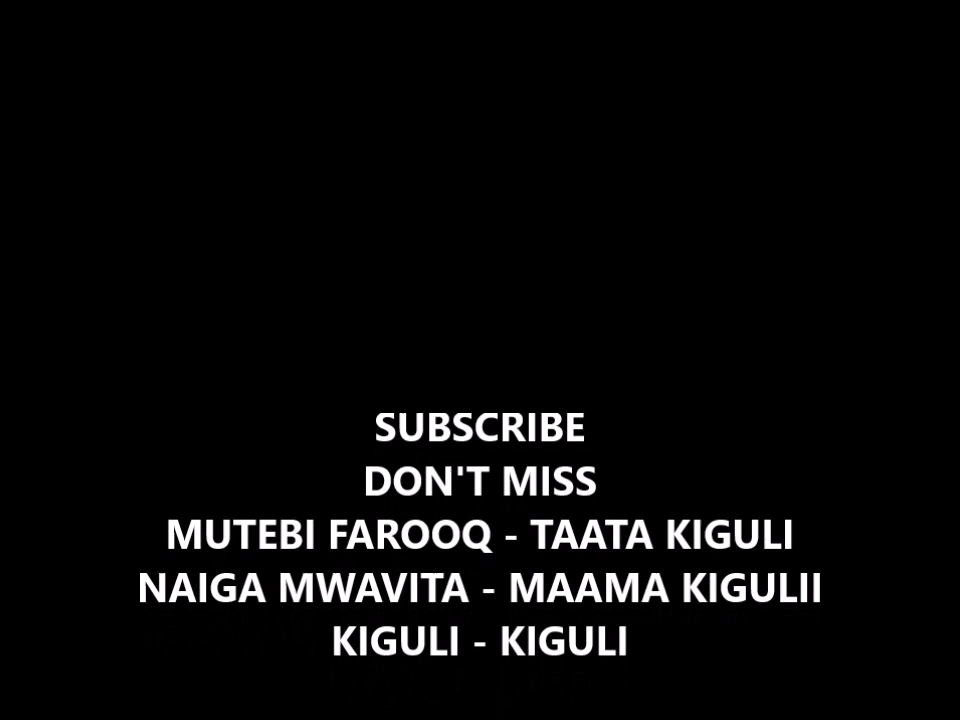 SUBSCRIBE
DON'T MISS
MUTEBI FAROOQ - TAATA KIGULI
NAIGA MWAVITA - MAAMA KIGULII
KIGULI - KIGULI